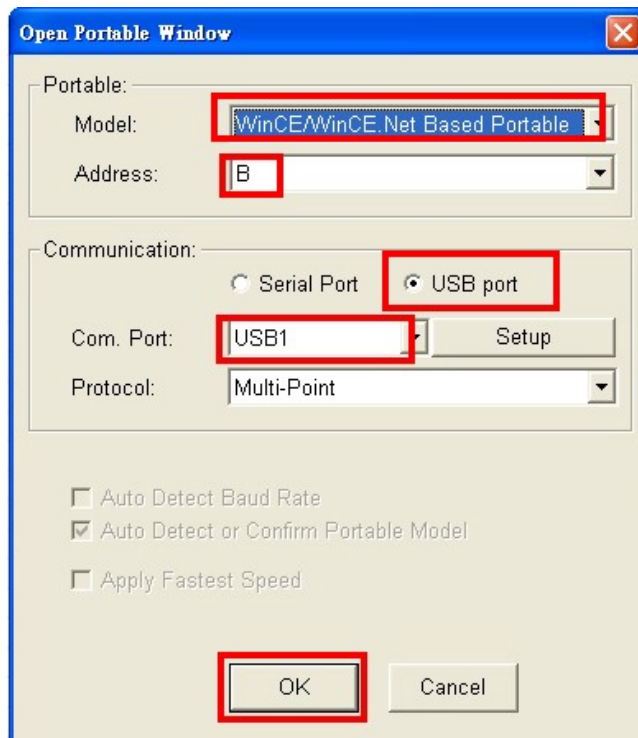 Open Portable Window
Portable:
Model: WinCE/WinCE.Net Based Portable
Address: B
Communication:
Serial Port USB port
Com. Port: USB1 Setup
Protocol: Multi-Point
Auto Detect Baud Rate
Auto Detect or Confirm Portable Model
Apply Fastest Speed
OK Cancel